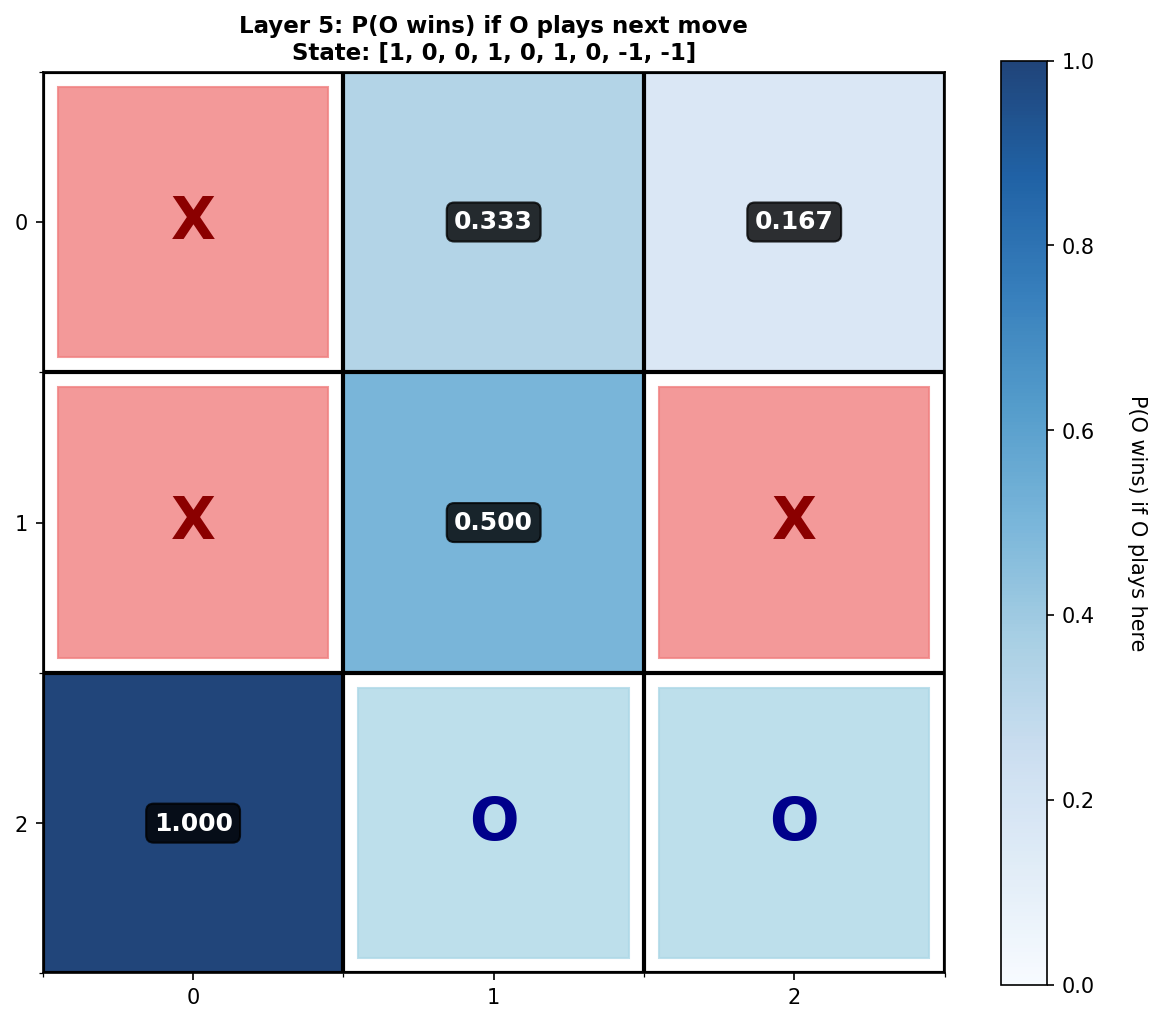 Layer 5: P(O wins) if O plays next move
State: [1, 0, 0, 1, 0, 1, 0, -1, -1]
0
X
0.333
0.167
1
X
0.500
X
2
1.000
O
O
0
1
2
1.0
0.8
0.6
0.4
0.2
0.0
P(O wins) if O plays here